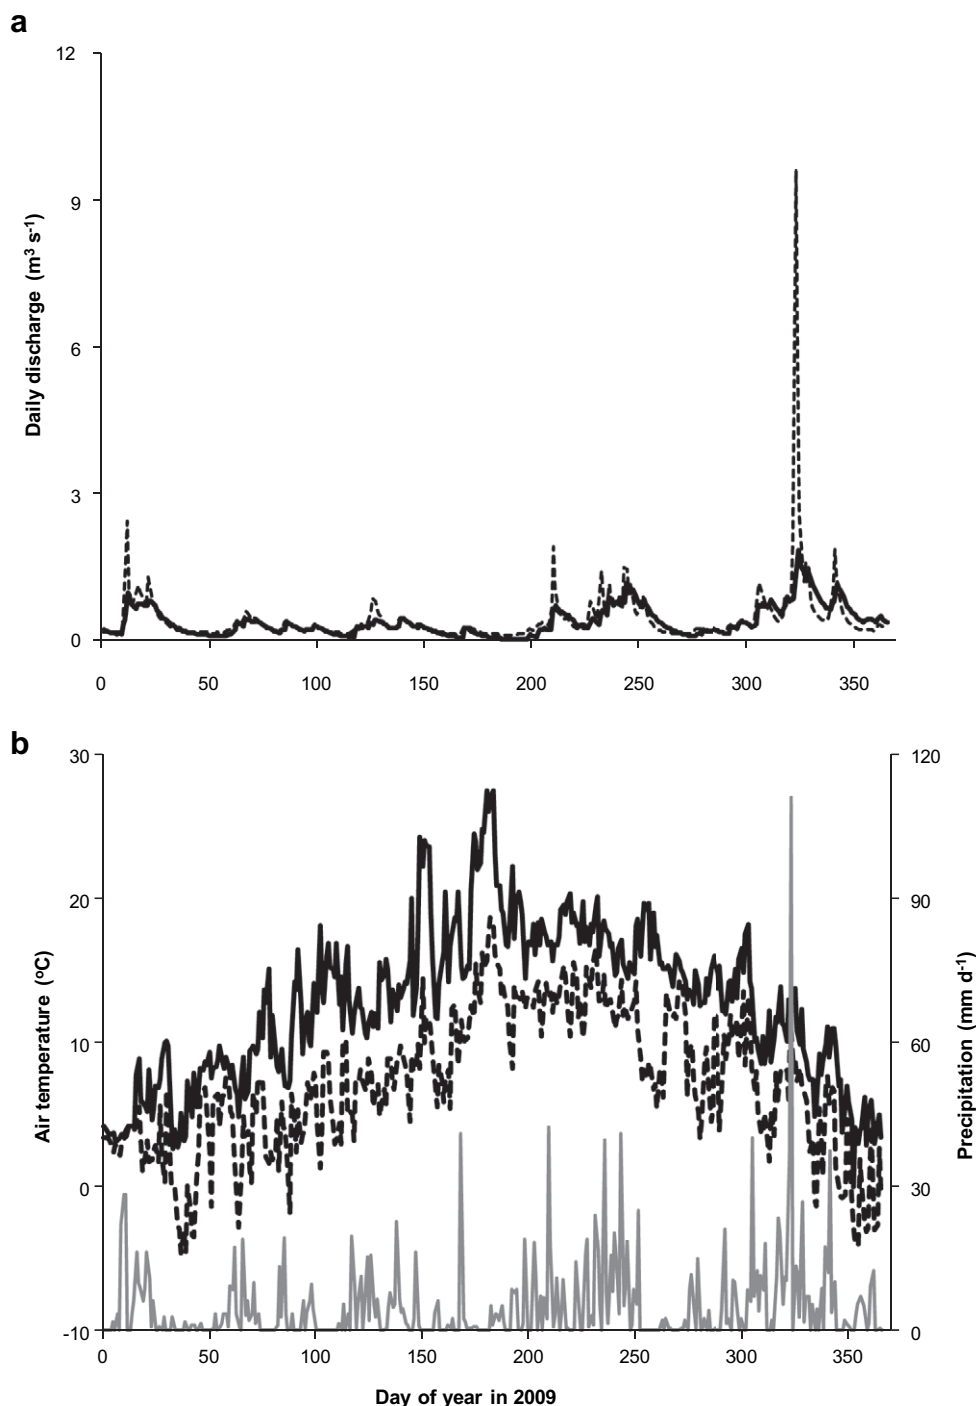 a
12
9
6
3
0
Daily discharge (m³ s⁻¹)
0 50 100 150 200 250 300 350
b
30
20
10
0
-10
Air temperature (ºC)
120
90
60
30
0
Precipitation (mm d⁻¹)
0 50 100 150 200 250 300 350
Day of year in 2009